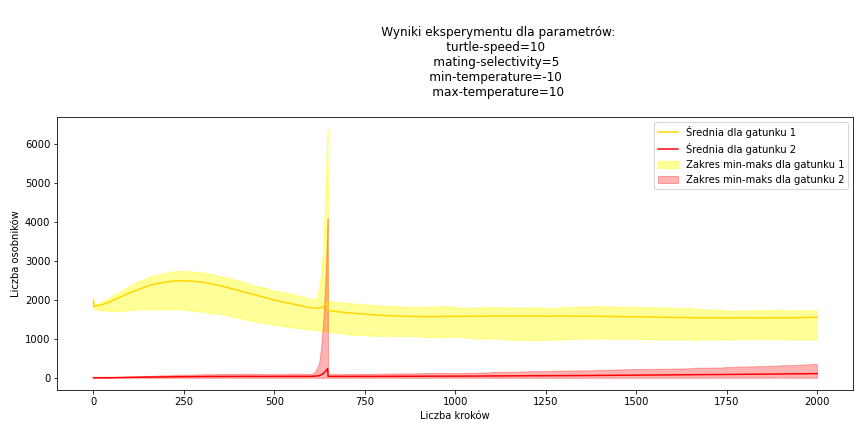 Wyniki eksperymentu dla parametrów:
turtle-speed=10
mating-selectivity=5
min-temperature=-10
max-temperature=10
Średnia dla gatunku 1
Średnia dla gatunku 2
Zakres min-maks dla gatunku 1
Zakres min-maks dla gatunku 2
Liczba osobników
6000
5000
4000
3000
2000
1000
0
0
250
500
750
1000
1250
1500
1750
2000
Liczba kroków